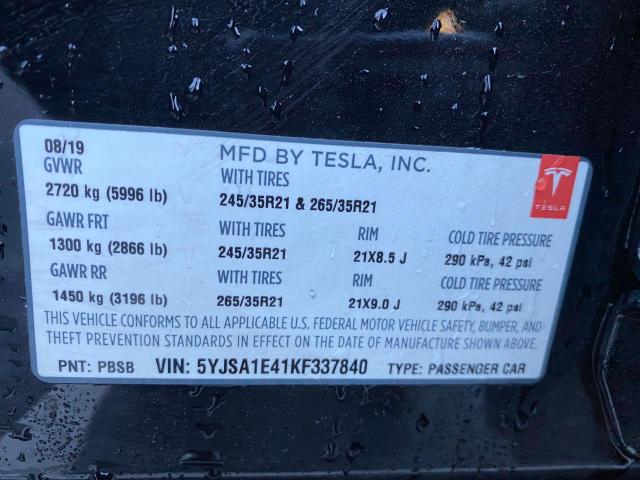 08/19
MFD BY TESLA, INC.
GVWR WITH TIRES
2720 kg (5996 lb) 245/35R21 & 265/35R21
TESLA
GAWR FRT WITH TIRES RIM COLD TIRE PRESSURE
1300 kg (2866 lb) 245/35R21 21X8.5 J 290 kPa, 42 psi
GAWR RR WITH TIRES RIM COLD TIRE PRESSURE
1450 kg (3196 lb) 265/35R21 21X9.0 J 290 kPa, 42 psi
THIS VEHICLE CONFORMS TO ALL APPLICABLE U.S. FEDERAL MOTOR VEHICLE SAFETY, BUMPER, AND
THEFT PREVENTION STANDARDS IN EFFECT ON THE DATE OF MANUFACTURE SHOWN ABOVE.
PNT: PBSB VIN: 5YJSA1E41KF337840 TYPE: PASSENGER CAR